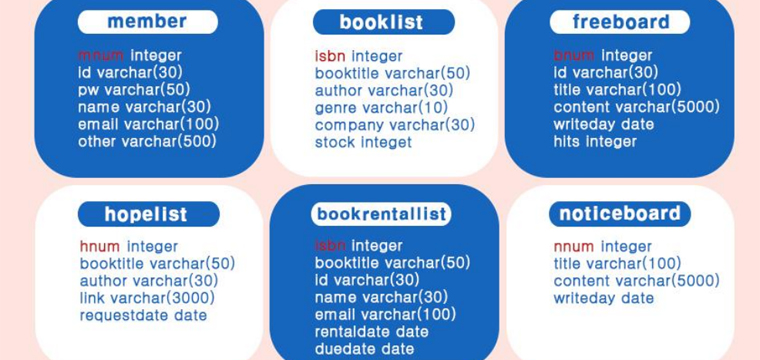 member
mnum integer
id varchar(30)
pw varchar(50)
name varchar(30)
email varchar(100)
other varchar(500)
booklist
isbn integer
booktitle varchar(50)
author varchar(30)
genre varchar(10)
company varchar(30)
stock integet
freeboard
bnum integer
id varchar(30)
title varchar(100)
content varchar(5000)
writeday date
hits integer
hopelist
hnum integer
booktitle varchar(50)
author varchar(30)
link varchar(3000)
requestdate date
bookrentallist
isbn integer
booktitle varchar(50)
id varchar(30)
name varchar(30)
email varchar(100)
rentaldate date
duedate date
noticeboard
nnum integer
title varchar(100)
content varchar(5000)
writeday date